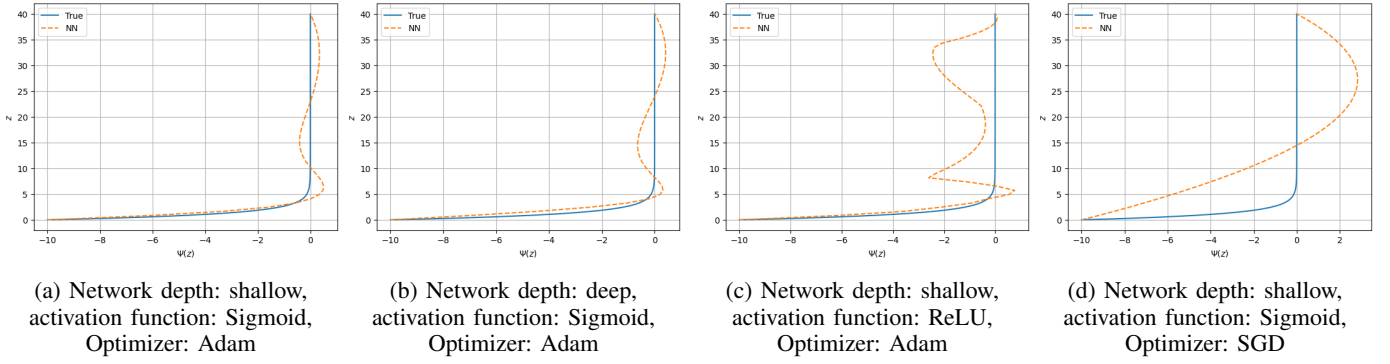 40
35
30
25
20
15
10
5
0
z
True
NN
−10
−8
−6
−4
−2
0
Ψ(z)
(a) Network depth: shallow,
activation function: Sigmoid,
Optimizer: Adam
40
35
30
25
20
15
10
5
0
z
True
NN
−10
−8
−6
−4
−2
0
Ψ(z)
(b) Network depth: deep,
activation function: Sigmoid,
Optimizer: Adam
40
35
30
25
20
15
10
5
0
z
True
NN
−10
−8
−6
−4
−2
0
Ψ(z)
(c) Network depth: shallow,
activation function: ReLU,
Optimizer: Adam
40
35
30
25
20
15
10
5
0
z
True
NN
−10
−8
−6
−4
−2
0
2
Ψ(z)
(d) Network depth: shallow,
activation function: Sigmoid,
Optimizer: SGD